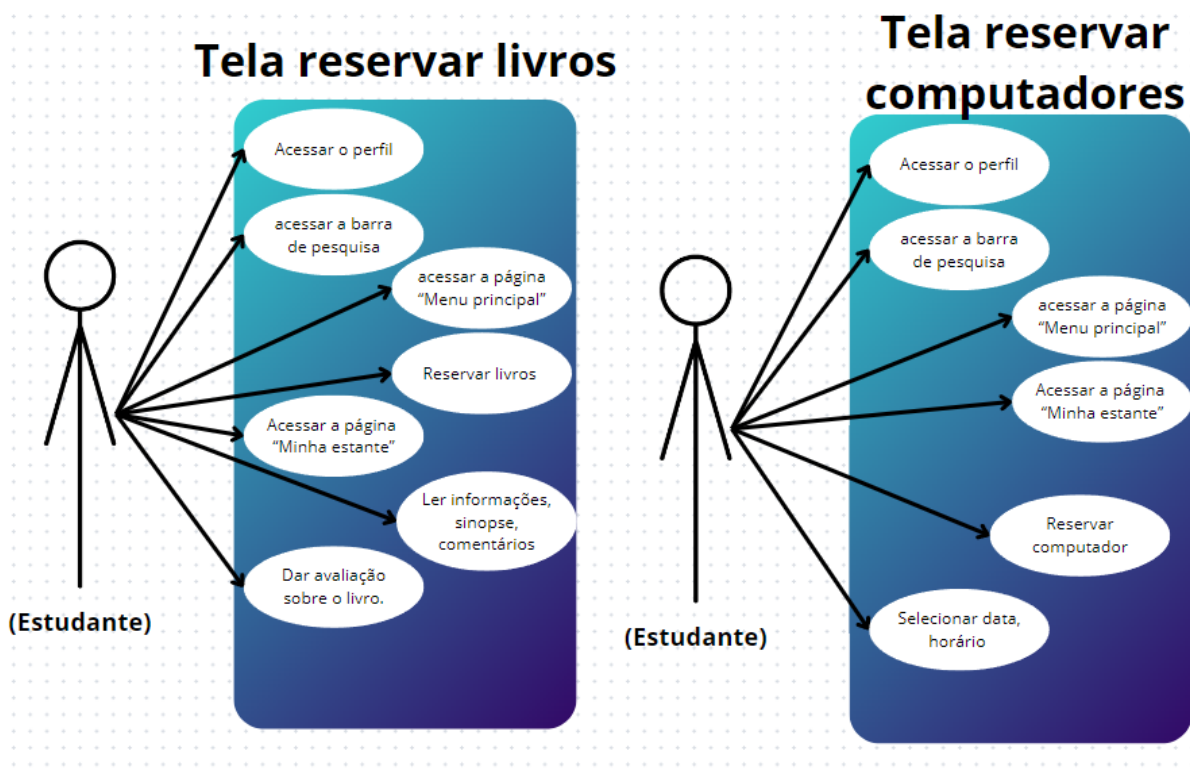 Tela reservar livros
Acessar o perfil
acessar a barra
de pesquisa
acessar a página
“Menu principal”
Reservar livros
Acessar a página
“Minha estante”
Ler informações,
sinopse,
comentários
Dar avaliação
sobre o livro.
(Estudante)
Tela reservar
computadores
Acessar o perfil
acessar a barra
de pesquisa
acessar a página
“Menu principal”
Acessar a página
“Minha estante”
Reservar
computador
Selecionar data,
horário
(Estudante)